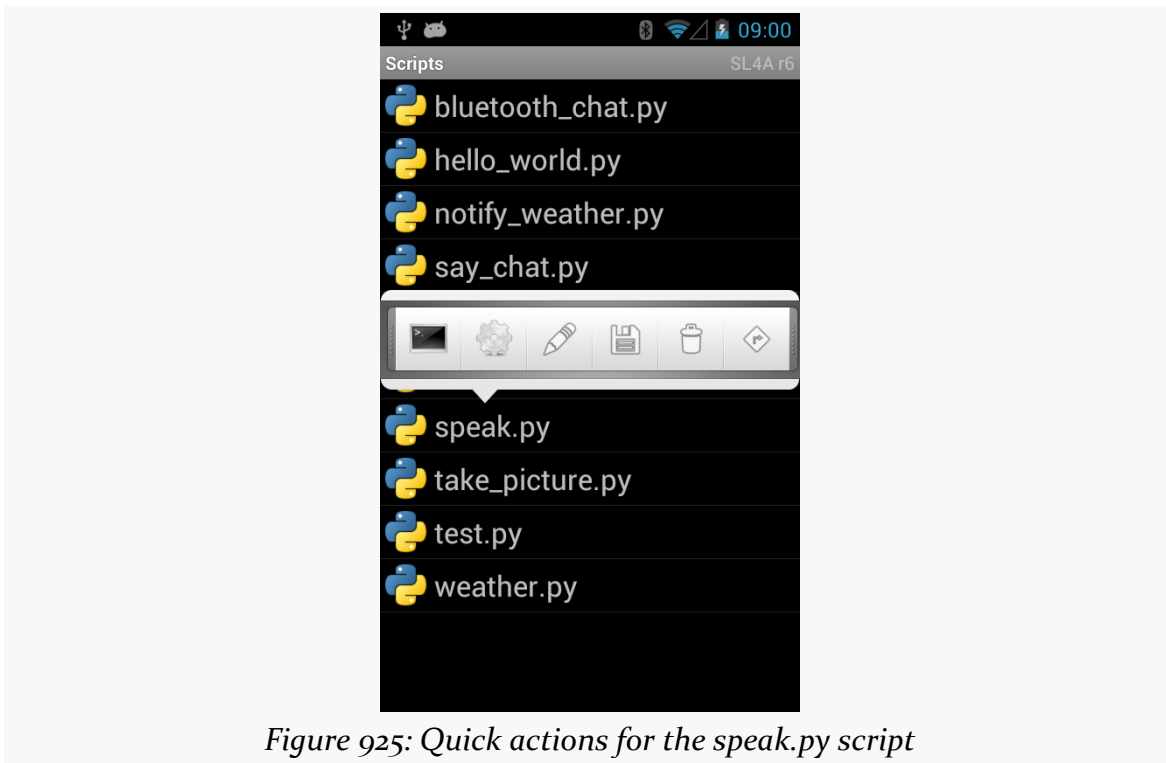 09:00
Scripts SL4A r6
bluetooth_chat.py
hello_world.py
notify_weather.py
say_chat.py
>_
speak.py
take_picture.py
test.py
weather.py
Figure 925: Quick actions for the speak.py script